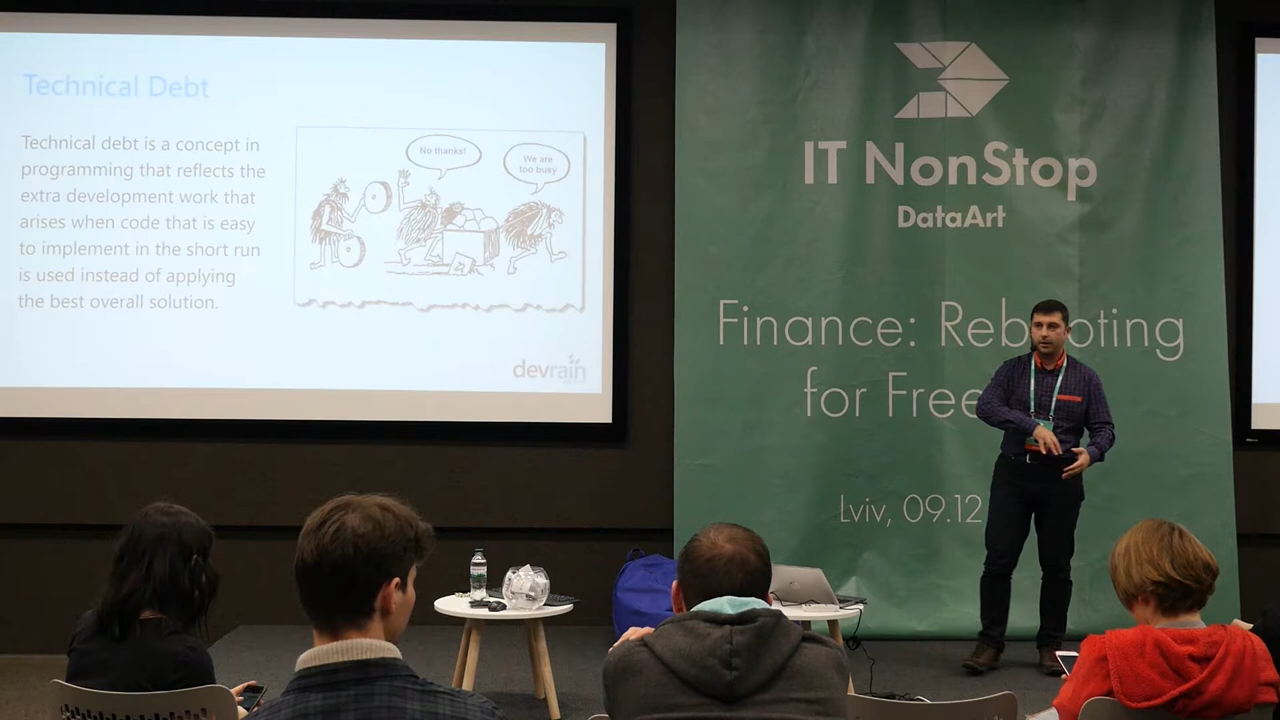 Technical Debt
Technical debt is a concept in
programming that reflects the
extra development work that
arises when code that is easy
to implement in the short run
is used instead of applying
the best overall solution.
No thanks!
We are
too busy
devrain
IT NonStop
DataArt
Finance: Reb oting
for Free
Lviv, 09.12